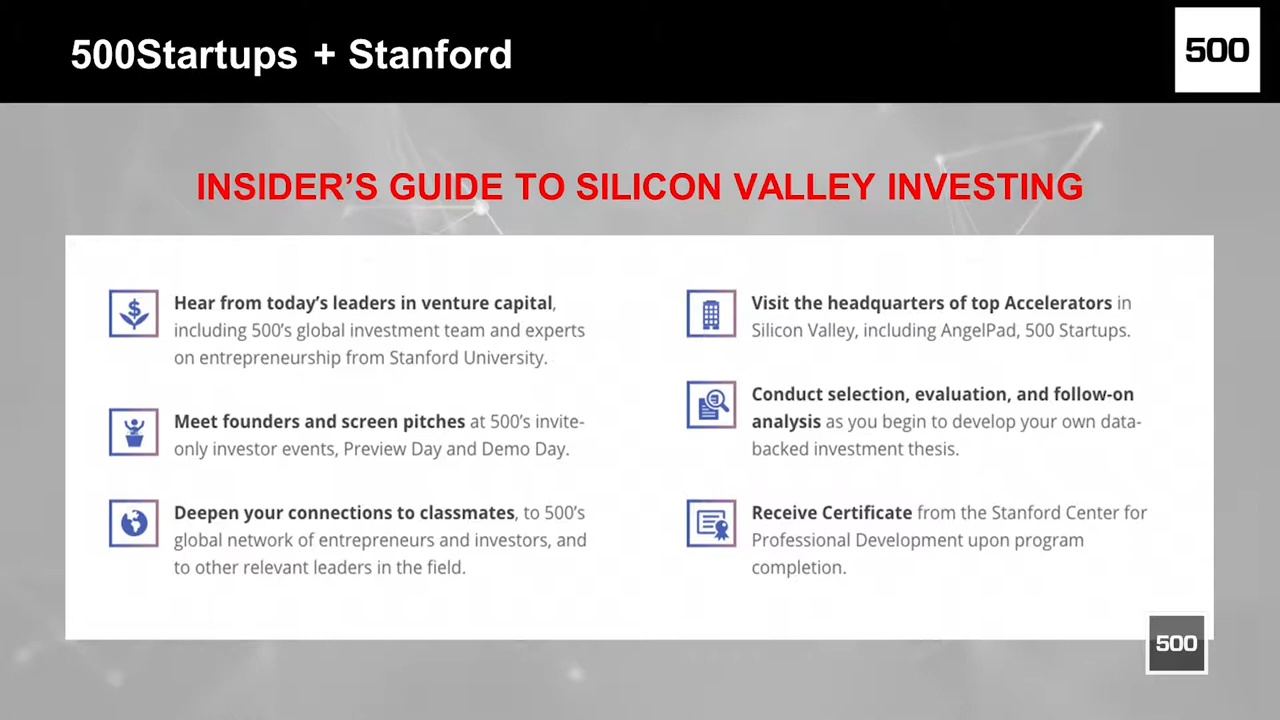 500Startups + Stanford
500
INSIDER’S GUIDE TO SILICON VALLEY INVESTING
Hear from today’s leaders in venture capital,
including 500’s global investment team and experts
on entrepreneurship from Stanford University.
Meet founders and screen pitches at 500’s invite-
only investor events, Preview Day and Demo Day.
Deepen your connections to classmates, to 500’s
global network of entrepreneurs and investors, and
to other relevant leaders in the field.
Visit the headquarters of top Accelerators in
Silicon Valley, including AngelPad, 500 Startups.
Conduct selection, evaluation, and follow-on
analysis as you begin to develop your own data-
backed investment thesis.
Receive Certificate from the Stanford Center for
Professional Development upon program
completion.
500